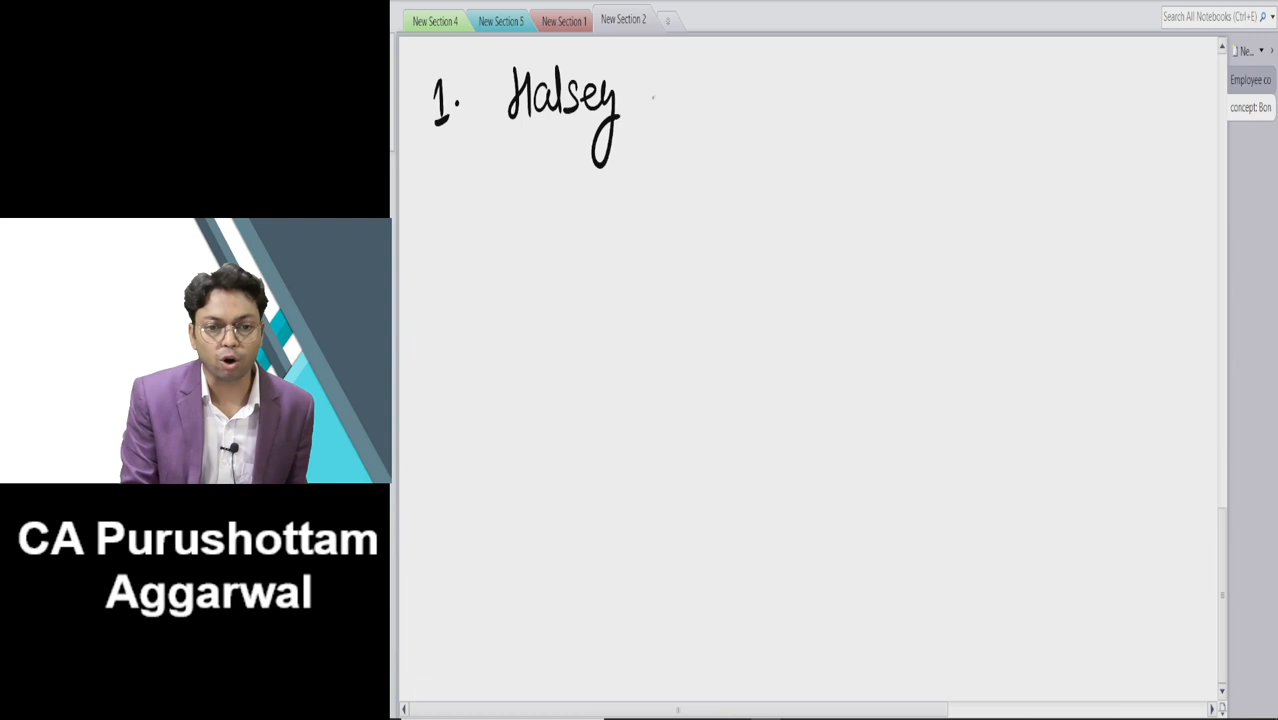 New Section 4
New Section 5
New Section 1
New Section 2
Search All Notebooks (Ctrl+E)
Ne...
Employee co
concept: Bon
1. Halsey
CA Purushottam
Aggarwal